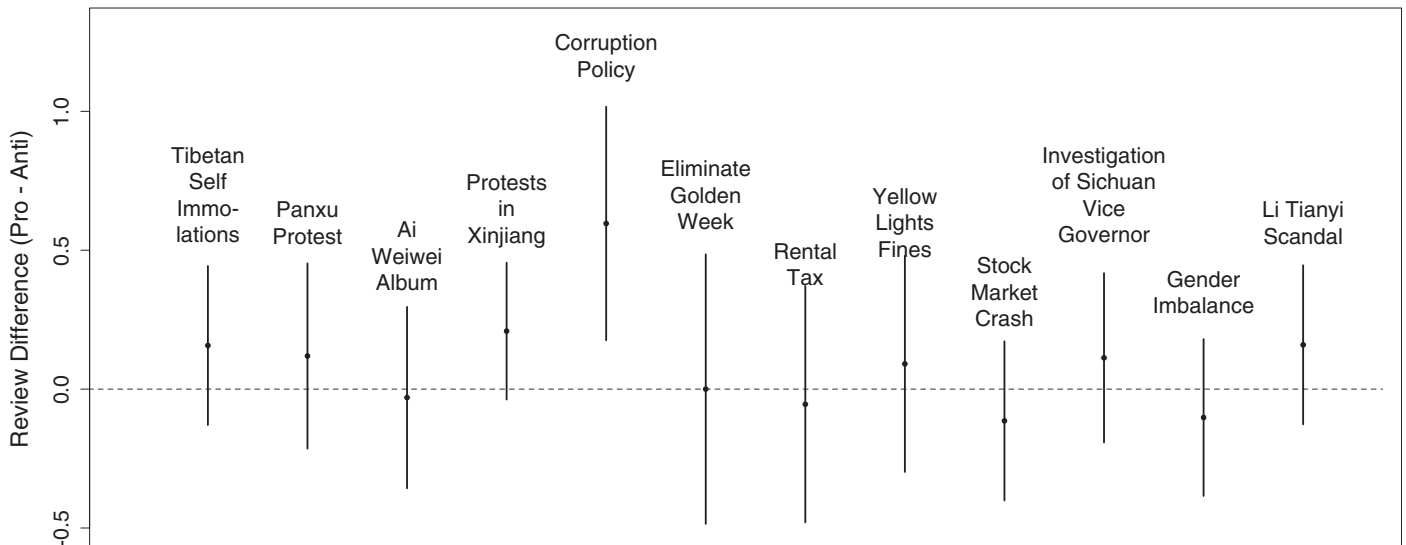 Review Difference (Pro - Anti)
1.0
0.5
0.0
-0.5
Tibetan
Self
Immo-
lations
Panxu
Protest
Ai
Weiwei
Album
Protests
in
Xinjiang
Corruption
Policy
Eliminate
Golden
Week
Rental
Tax
Yellow
Lights
Fines
Stock
Market
Crash
Investigation
of Sichuan
Vice
Governor
Gender
Imbalance
Li Tianyi
Scandal